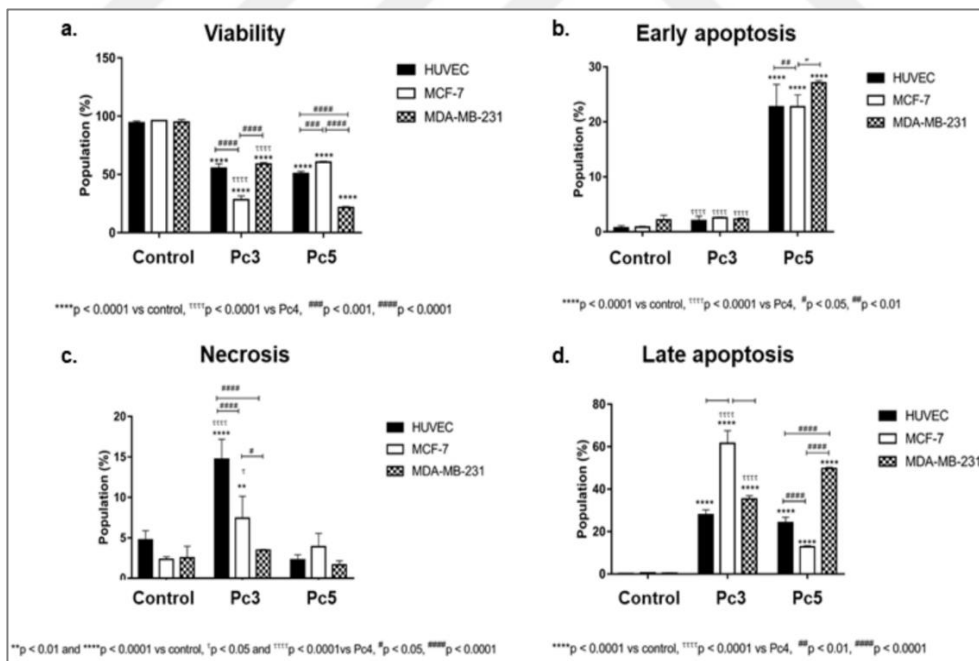 a.
Viability
Population (%)
150
100
50
0
####
####
####
****
¶¶¶¶
****
¶¶¶¶
****
####
###
####
****
****
****
HUVEC
MCF-7
MDA-MB-231
Control Pc3 Pc5
****p < 0.0001 vs control, ¶¶¶¶p < 0.0001 vs Pc4, ###p < 0.001, ####p < 0.0001
b.
Early apoptosis
Population (%)
30
20
10
0
¶¶¶¶ ¶¶¶¶ ¶¶¶¶
##
****
****
****
HUVEC
MCF-7
MDA-MB-231
Control Pc3 Pc5
****p < 0.0001 vs control, ¶¶¶¶p < 0.0001 vs Pc4, #p < 0.05, ##p < 0.01
c.
Necrosis
Population (%)
20
15
10
5
0
####
####
¶¶¶¶
****
#
¶
**
HUVEC
MCF-7
MDA-MB-231
Control Pc3 Pc5
**p < 0.01 and ****p < 0.0001 vs control, ¶p < 0.05 and ¶¶¶¶p < 0.0001vs Pc4, #p < 0.05, ####p < 0.0001
d.
Late apoptosis
Population (%)
80
60
40
20
0
****
¶¶¶¶
****
¶¶¶¶
****
####
####
####
****
****
****
HUVEC
MCF-7
MDA-MB-231
Control Pc3 Pc5
****p < 0.0001 vs control, ¶¶¶¶p < 0.0001 vs Pc4, ##p < 0.01, ####p < 0.0001